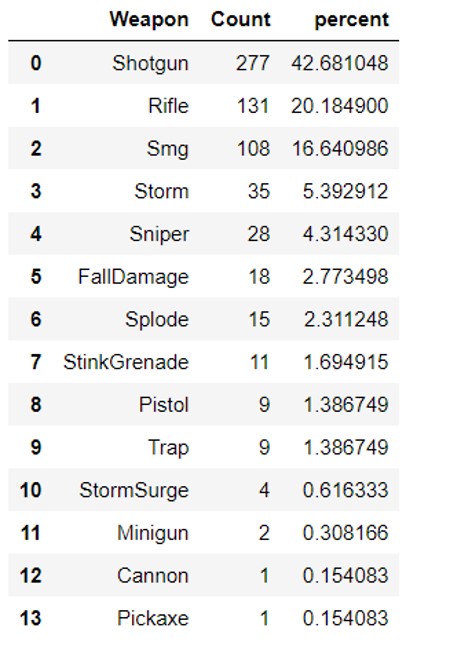 Weapon Count percent
0 Shotgun 277 42.681048
1 Rifle 131 20.184900
2 Smg 108 16.640986
3 Storm 35 5.392912
4 Sniper 28 4.314330
5 FallDamage 18 2.773498
6 Splode 15 2.311248
7 StinkGrenade 11 1.694915
8 Pistol 9 1.386749
9 Trap 9 1.386749
10 StormSurge 4 0.616333
11 Minigun 2 0.308166
12 Cannon 1 0.154083
13 Pickaxe 1 0.154083